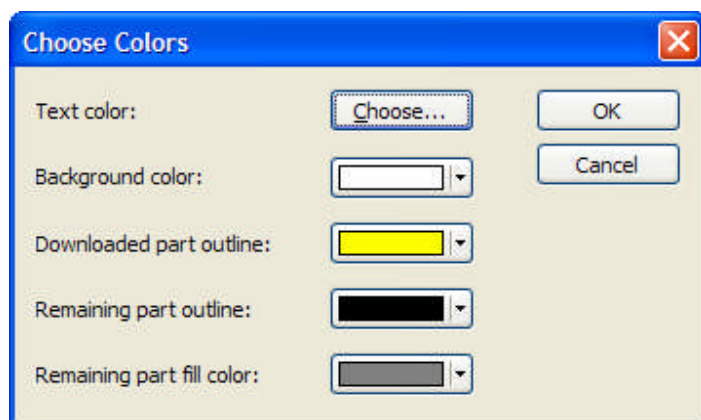 Choose Colors
Text color: Choose... OK
Background color: Cancel
Downloaded part outline:
Remaining part outline:
Remaining part fill color: